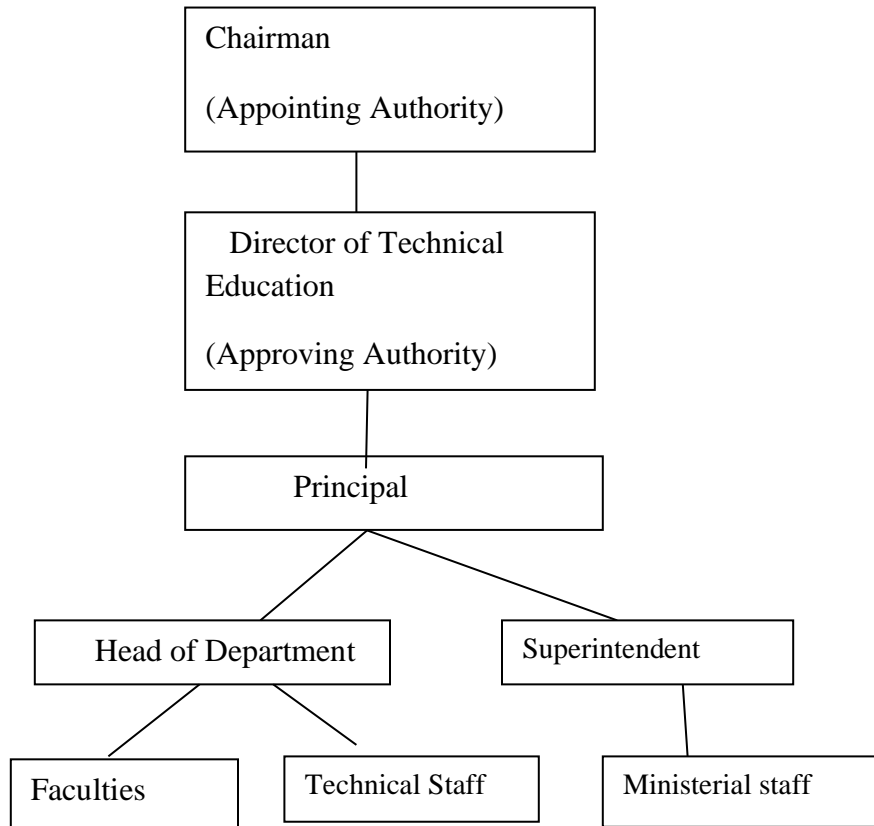 Chairman
(Appointing Authority)
Director of Technical
Education
(Approving Authority)
Principal
Head of Department
Superintendent
Faculties
Technical Staff
Ministerial staff